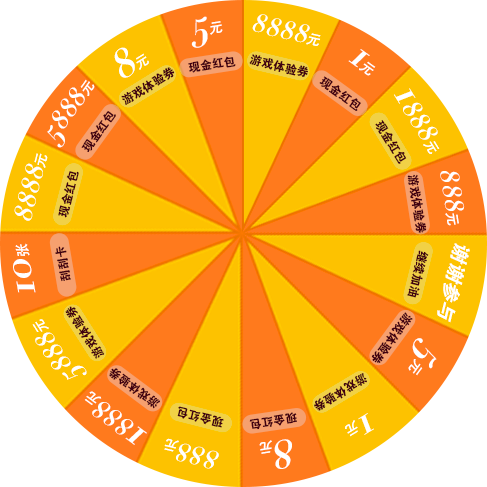 8888元
游戏体验券
1元
现金红包
1888元
现金红包
888元
游戏体验券
谢谢参与
继续加油
5元
游戏体验券
1元
游戏体验券
8元
现金红包
888元
现金红包
1888元
游戏体验券
5888元
游戏体验券
10张
刮刮卡
8888元
现金红包
5888元
现金红包
8元
游戏体验券
5元
现金红包